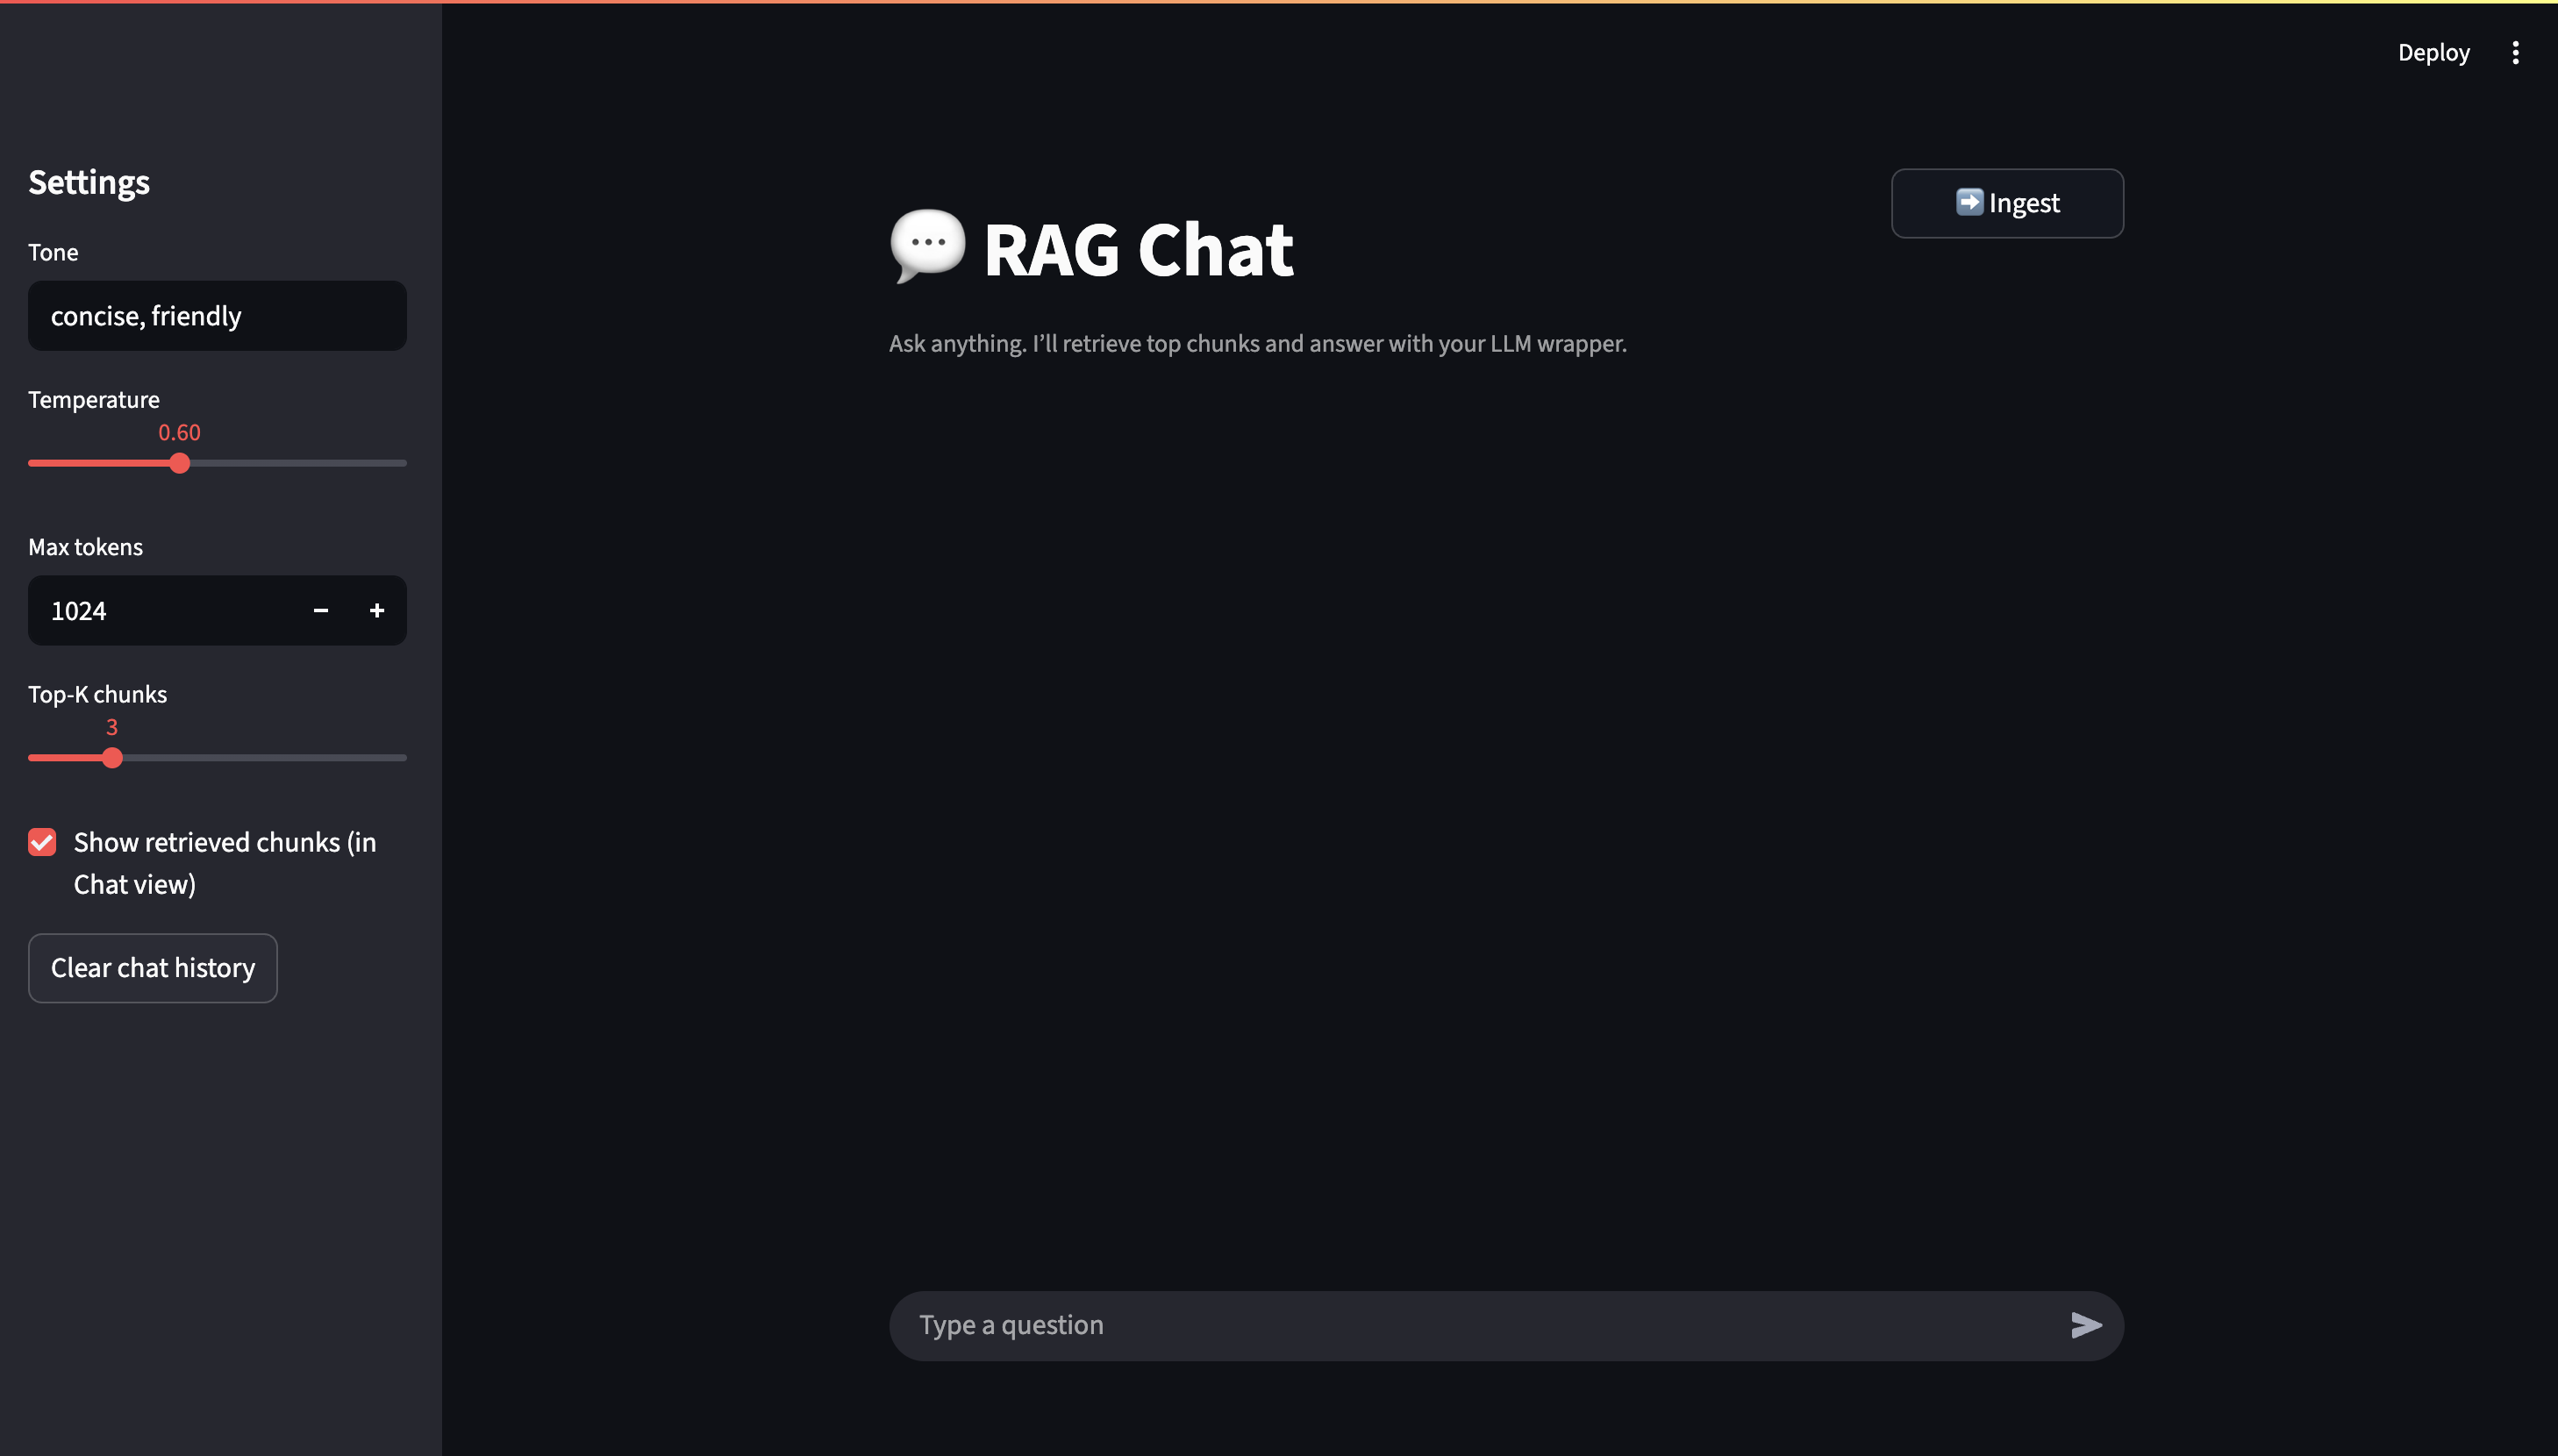 Deploy
Settings
Tone
concise, friendly
Temperature
0.60
Max tokens
1024
Top-K chunks
3
Show retrieved chunks (in
Chat view)
Clear chat history
➡️ Ingest
💬 RAG Chat
Ask anything. I’ll retrieve top chunks and answer with your LLM wrapper.
Type a question